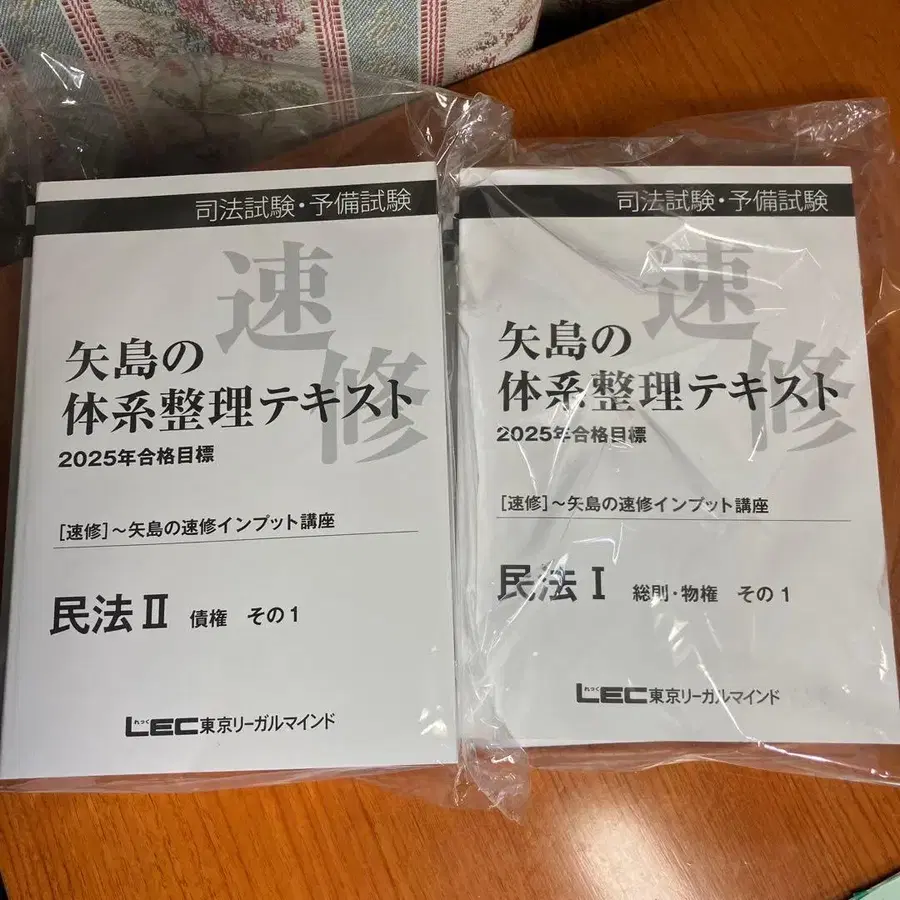 司法試験・予備試験
速修
矢島の
体系整理テキスト
2025年合格目標
[速修]~矢島の速修インプット講座
民法Ⅱ 債権 その1
れっく
LEC東京リーガルマインド
司法試験・予備試験
速修
矢島の
体系整理テキスト
2025年合格目標
[速修]~矢島の速修インプット講座
民法Ⅰ 総則・物権 その1
れっく
LEC東京リーガルマインド